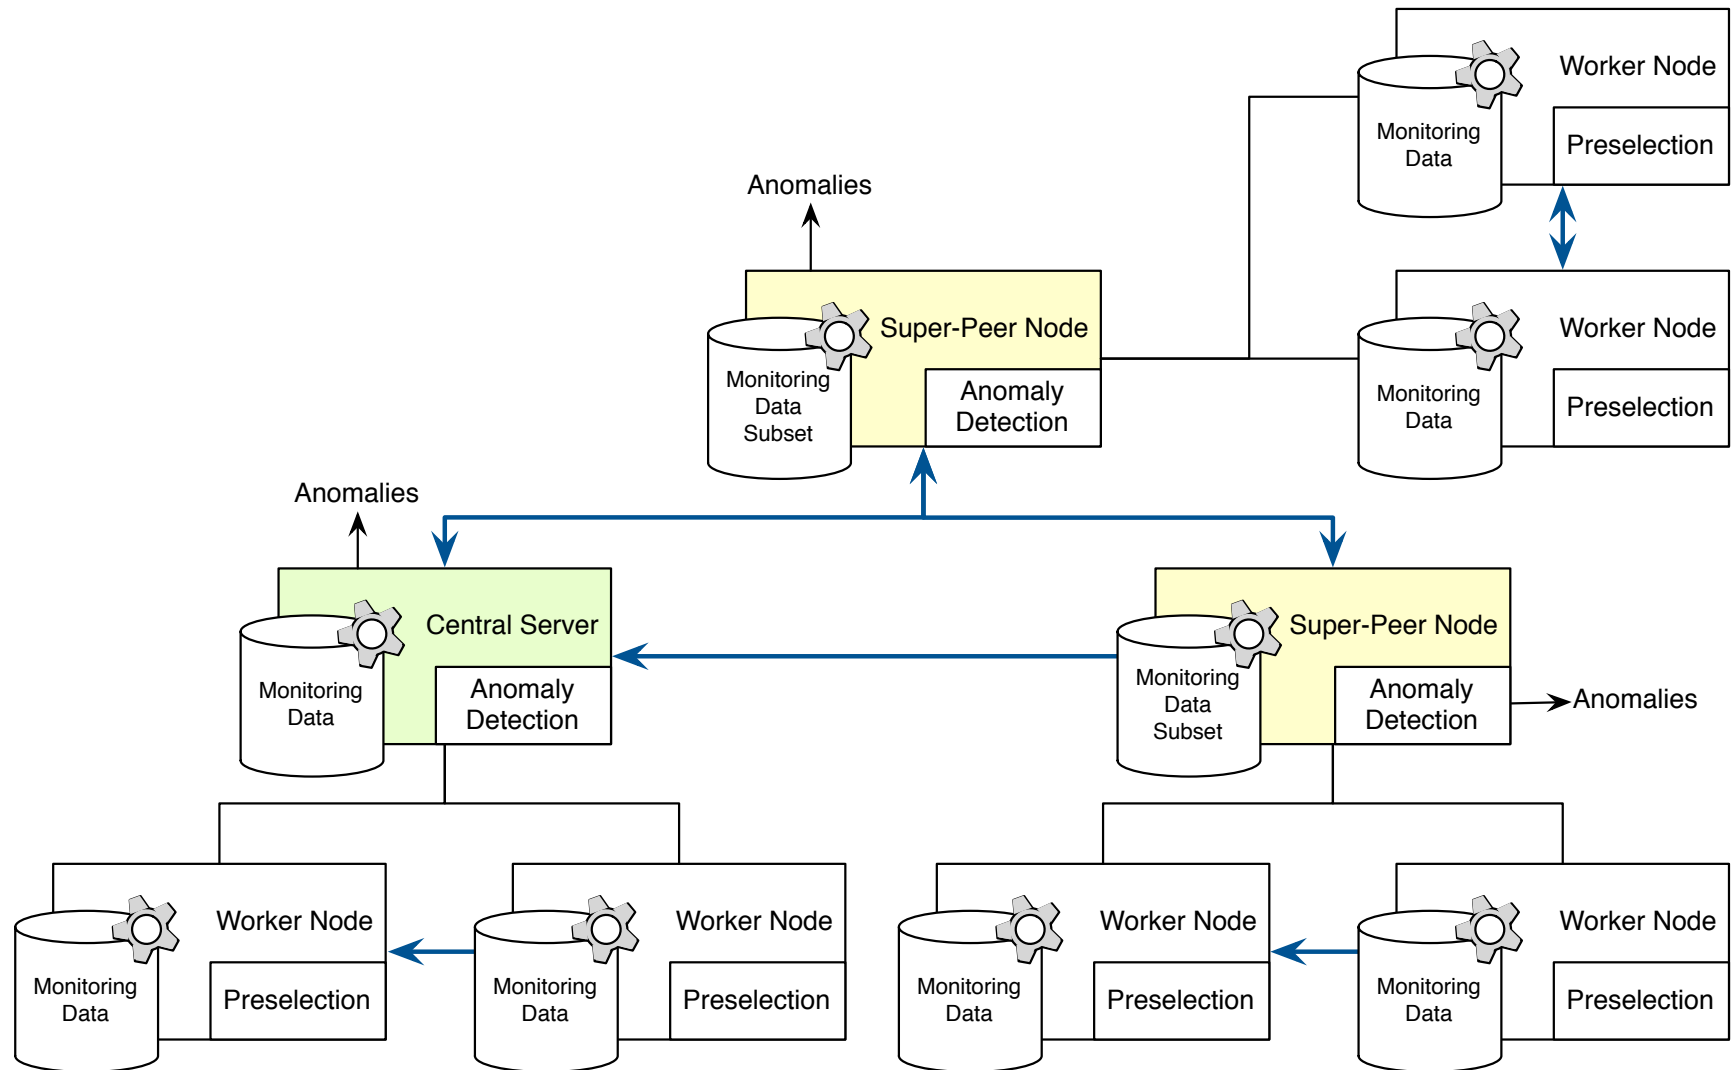 Worker Node
Monitoring
Data
Preselection
Anomalies
Super-Peer Node
Monitoring
Data
Subset
Anomaly
Detection
Worker Node
Monitoring
Data
Preselection
Anomalies
Central Server
Monitoring
Data
Anomaly
Detection
Super-Peer Node
Monitoring
Data
Subset
Anomaly
Detection
Anomalies
Worker Node
Monitoring
Data
Preselection
Worker Node
Monitoring
Data
Preselection
Worker Node
Monitoring
Data
Preselection
Worker Node
Monitoring
Data
Preselection